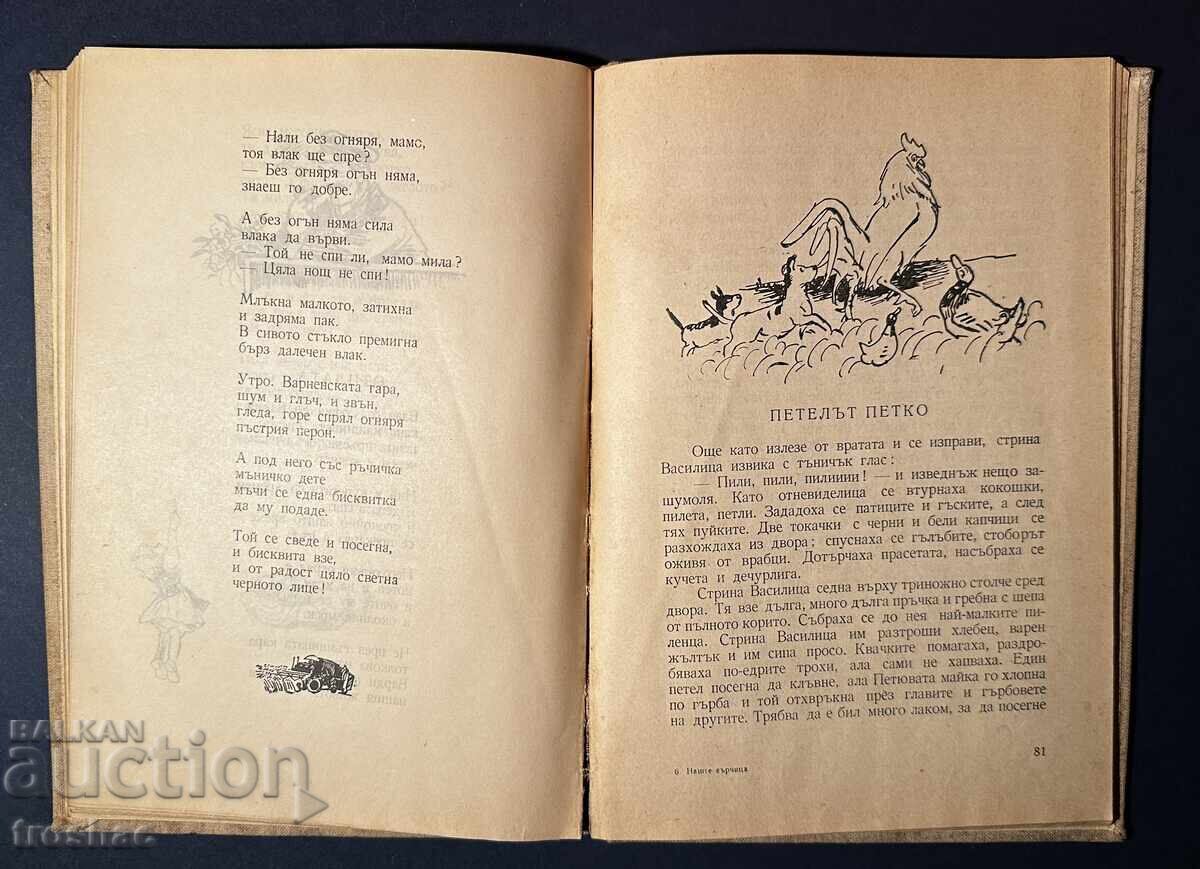 — Нали без огняря, мамо,
тоя влак ще спре?
— Без огняря огън няма,
знаеш го добре.
А без огън няма сила
влака да върви.
— Той не спи ли, мамо мила?
— Цяла нощ не спи!
Млъкна малкото, затихна
и задряма пак.
В сивото стъкло премигна
бърз далечен влак.
Утро. Варненската гара,
шум и глъч, и звън,
гледа, горе спрял огняря
пъстрия перон.
А под него със ръчичка
мъничко дете
мъчи се една бисквитка
да му подаде.
Той се сведе и посегна,
и бисквита взе,
и от радост цяло светна
черното лице!
ПЕТЕЛЪТ ПЕТКО
Още като излезе от вратата и се изправи, стрина
Василица извика с тъничък глас:
— Пили, пили, пилииии! — и изведнъж нещо за-
шумоля. Като отневиделица се втурнаха кокошки,
пилета, петли. Зададоха се патиците и гъските, а след
тях пуйките. Две токачки с черни и бели капчици се
разхождаха из двора; спуснаха се гълъбите, стоборът
оживя от врабци. Дотърчаха прасетата, насъбраха се
кучета и дечурлига.
Стрина Василица седна върху триножно столче сред
двора. Тя взе дълга, много дълга пръчка и гребна с шепа
от пълното корито. Събраха се до нея най-малките пи-
ленца. Стрина Василица им разтроши хлебец, варен
жълтък и им сипа просо. Квачките помагаха, раздро-
бяваха по-едрите трохи, ала сами не хапваха. Един
петел посегна да клъвне, ала Петювата майка го хлопна
по гърба и той отхвръкна през главите и гърбовете
на другите. Трябва да е бил много лаком, за да посегне
81
6 Наште върчица
BALKAN
auction
troshac